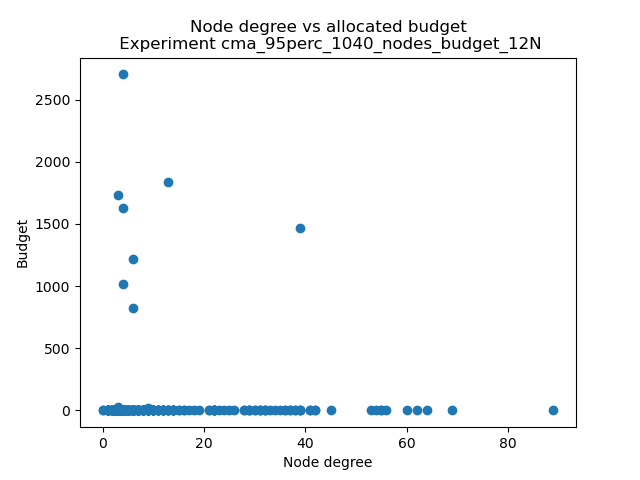 Node degree vs allocated budget
Experiment cma_95perc_1040_nodes_budget_12N
Budget
2500
2000
1500
1000
500
0
0 20 40 60 80
Node degree